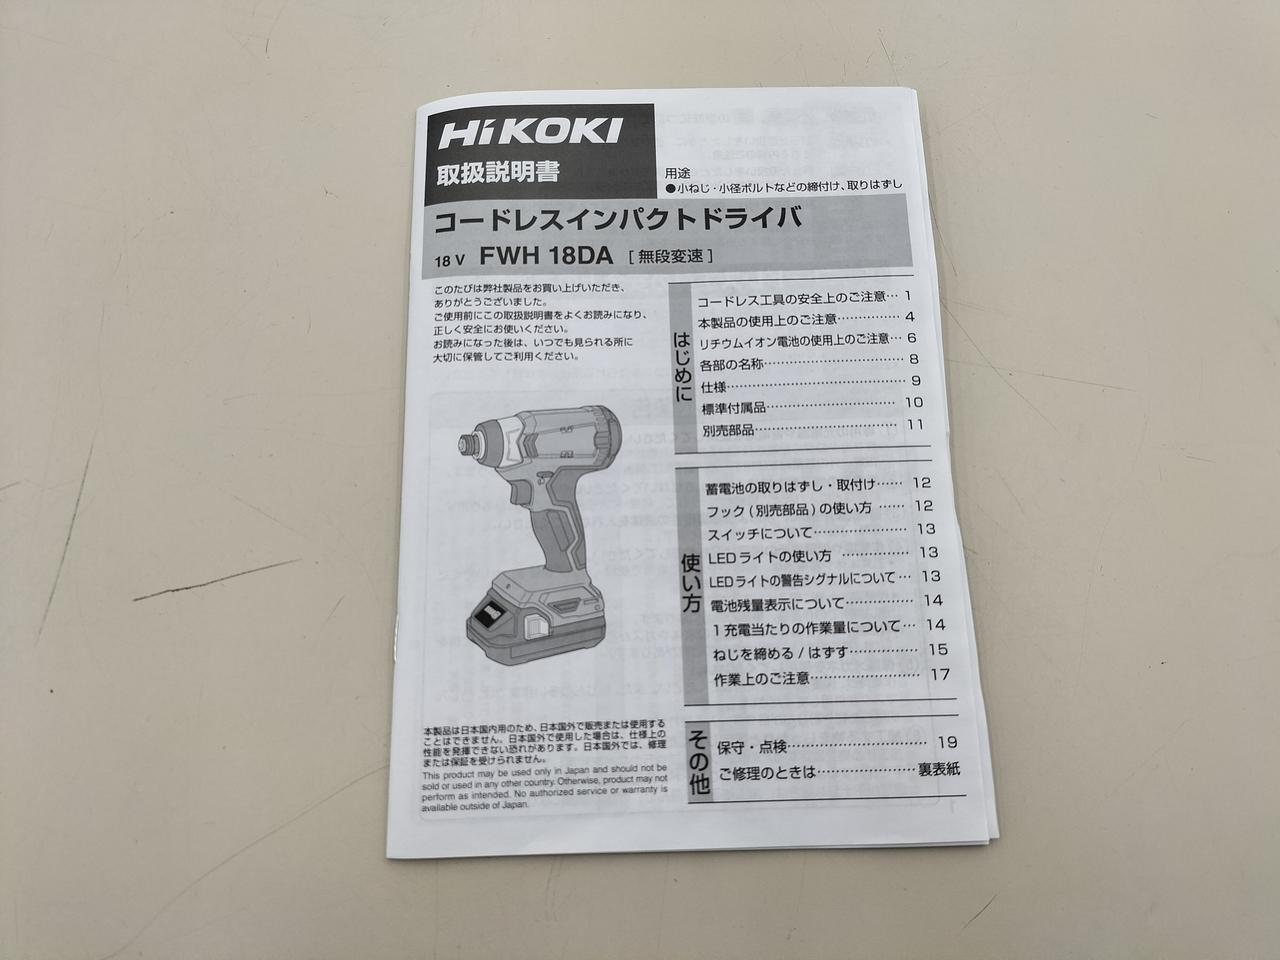 HiKOKI
取扱説明書
用途
●小ねじ・小径ボルトなどの締付け、取りはずし
コードレスインパクトドライバ
18 V FWH 18DA [ 無段変速 ]
このたびは弊社製品をお買い上げいただき、
ありがとうございました。
ご使用前にこの取扱説明書をよくお読みになり、
正しく安全にお使いください。
お読みになった後は、いつでも見られる所に
大切に保管してご利用ください。
はじめに
コードレス工具の安全上のご注意… 1
本製品の使用上のご注意…………… 4
リチウムイオン電池の使用上のご注意… 6
各部の名称………………………… 8
仕様………………………………… 9
標準付属品………………………… 10
別売部品…………………………… 11
使い方
蓄電池の取りはずし・取付け…… 12
フック ( 別売部品 ) の使い方 …… 12
スイッチについて………………… 13
LED ライトの使い方 …………… 13
LED ライトの警告シグナルについて… 13
電池残量表示について…………… 14
1 充電当たりの作業量について… 14
ねじを締める / はずす…………… 15
作業上のご注意…………………… 17
その他
保守・点検………………………… 19
ご修理のときは………………… 裏表紙
本製品は日本国内用のため、日本国外で販売または使用する
ことはできません。日本国外で使用した場合は、仕様上の
性能を発揮できない恐れがあります。日本国外では、修理
または保証を受けられません。
This product may be used only in Japan and should not be
sold or used in any other country. Otherwise, product may not
perform as intended. No authorized service or warranty is
available outside of Japan.